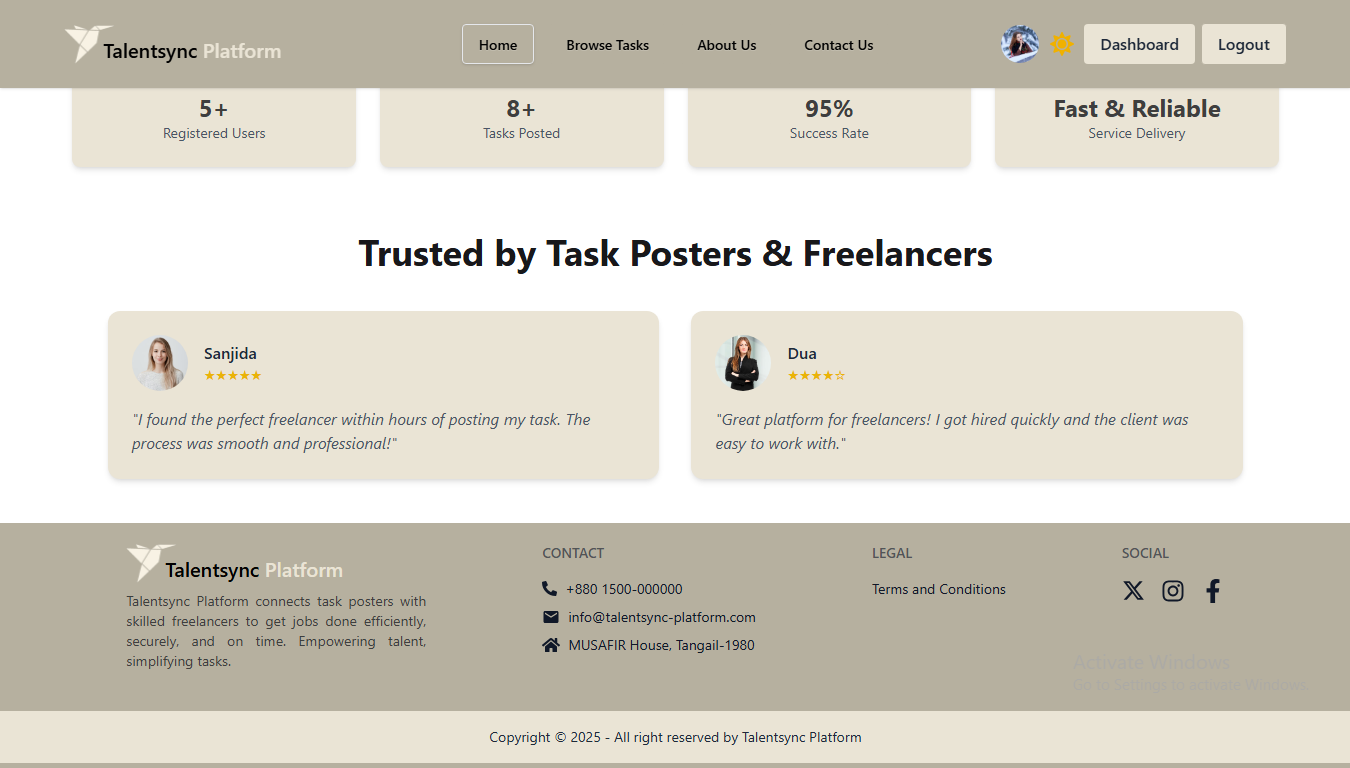 Talentsync Platform
Home
Browse Tasks
About Us
Contact Us
Dashboard
Logout
5+
Registered Users
8+
Tasks Posted
95%
Success Rate
Fast & Reliable
Service Delivery
Trusted by Task Posters & Freelancers
Sanjida
★★★★★
"I found the perfect freelancer within hours of posting my task. The
process was smooth and professional!"
Dua
★★★★☆
"Great platform for freelancers! I got hired quickly and the client was
easy to work with."
Talentsync Platform
Talentsync Platform connects task posters with
skilled freelancers to get jobs done efficiently,
securely, and on time. Empowering talent,
simplifying tasks.
CONTACT
+880 1500-000000
info@talentsync-platform.com
MUSAFIR House, Tangail-1980
LEGAL
Terms and Conditions
SOCIAL
Activate Windows
Go to Settings to activate Windows.
Copyright © 2025 - All right reserved by Talentsync Platform